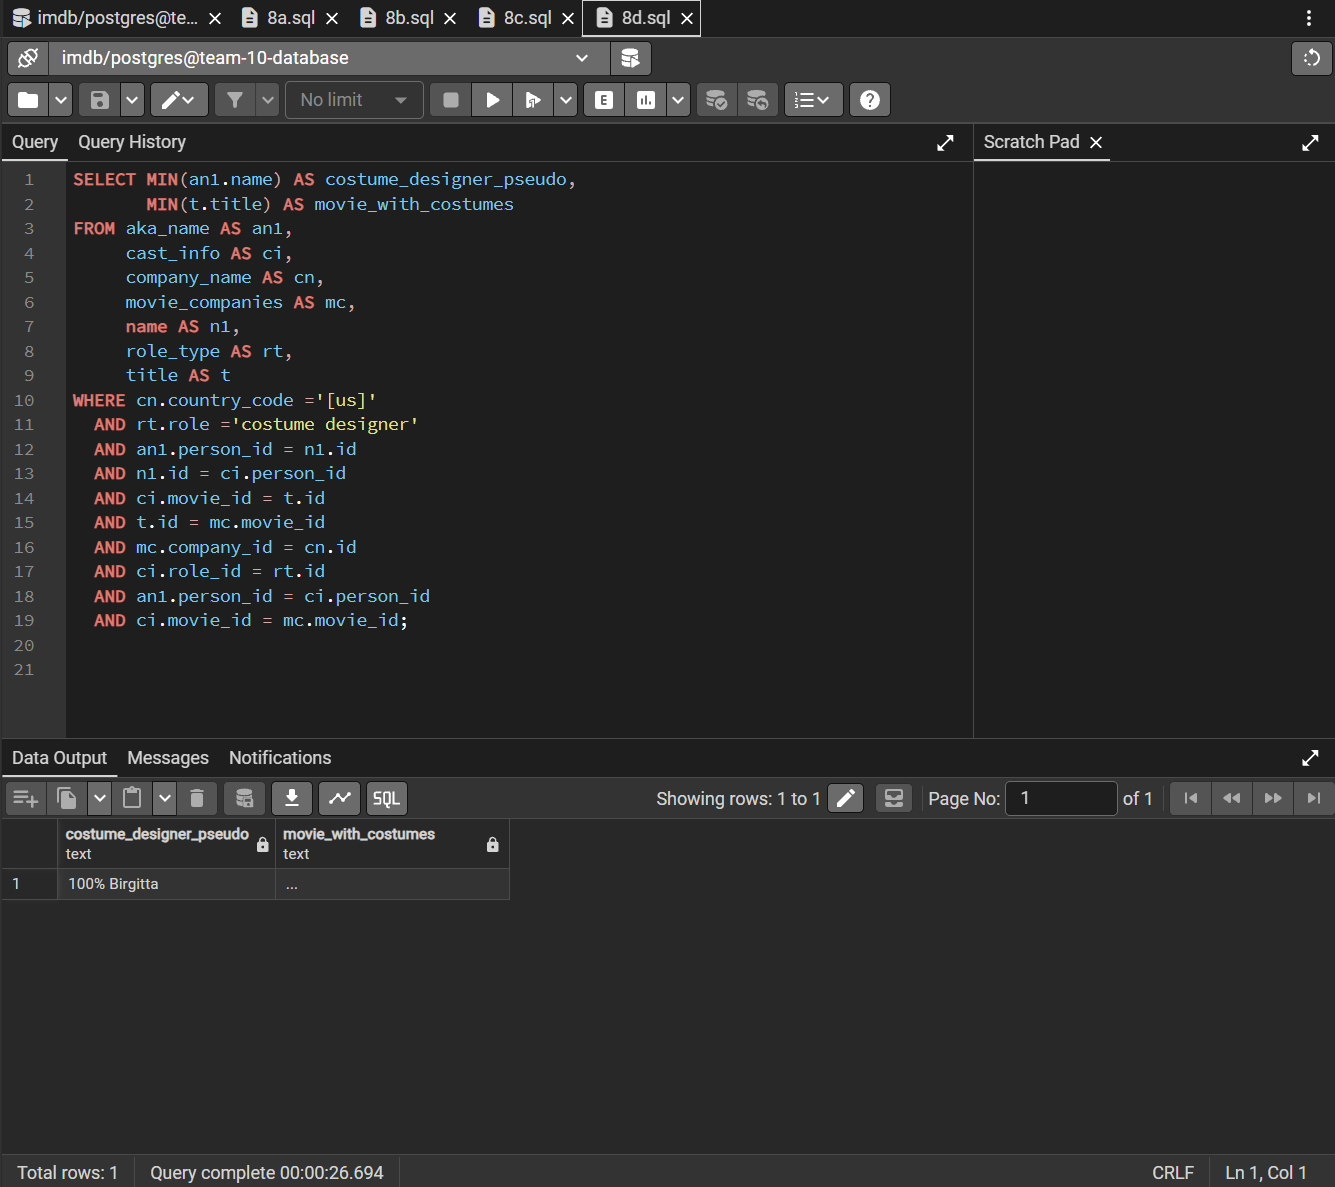 imdb/postgres@te... 8a.sql 8b.sql 8c.sql 8d.sql
imdb/postgres@team-10-database
No limit E
Query Query History Scratch Pad
1 SELECT MIN(an1.name) AS costume_designer_pseudo,
2 MIN(t.title) AS movie_with_costumes
3 FROM aka_name AS an1,
4 cast_info AS ci,
5 company_name AS cn,
6 movie_companies AS mc,
7 name AS n1,
8 role_type AS rt,
9 title AS t
10 WHERE cn.country_code ='[us]'
11 AND rt.role ='costume designer'
12 AND an1.person_id = n1.id
13 AND n1.id = ci.person_id
14 AND ci.movie_id = t.id
15 AND t.id = mc.movie_id
16 AND mc.company_id = cn.id
17 AND ci.role_id = rt.id
18 AND an1.person_id = ci.person_id
19 AND ci.movie_id = mc.movie_id;
20
21
Data Output Messages Notifications
SQL Showing rows: 1 to 1 Page No: 1 of 1
costume_designer_pseudo movie_with_costumes
text text
1 100% Birgitta ...
Total rows: 1 Query complete 00:00:26.694 CRLF Ln 1, Col 1